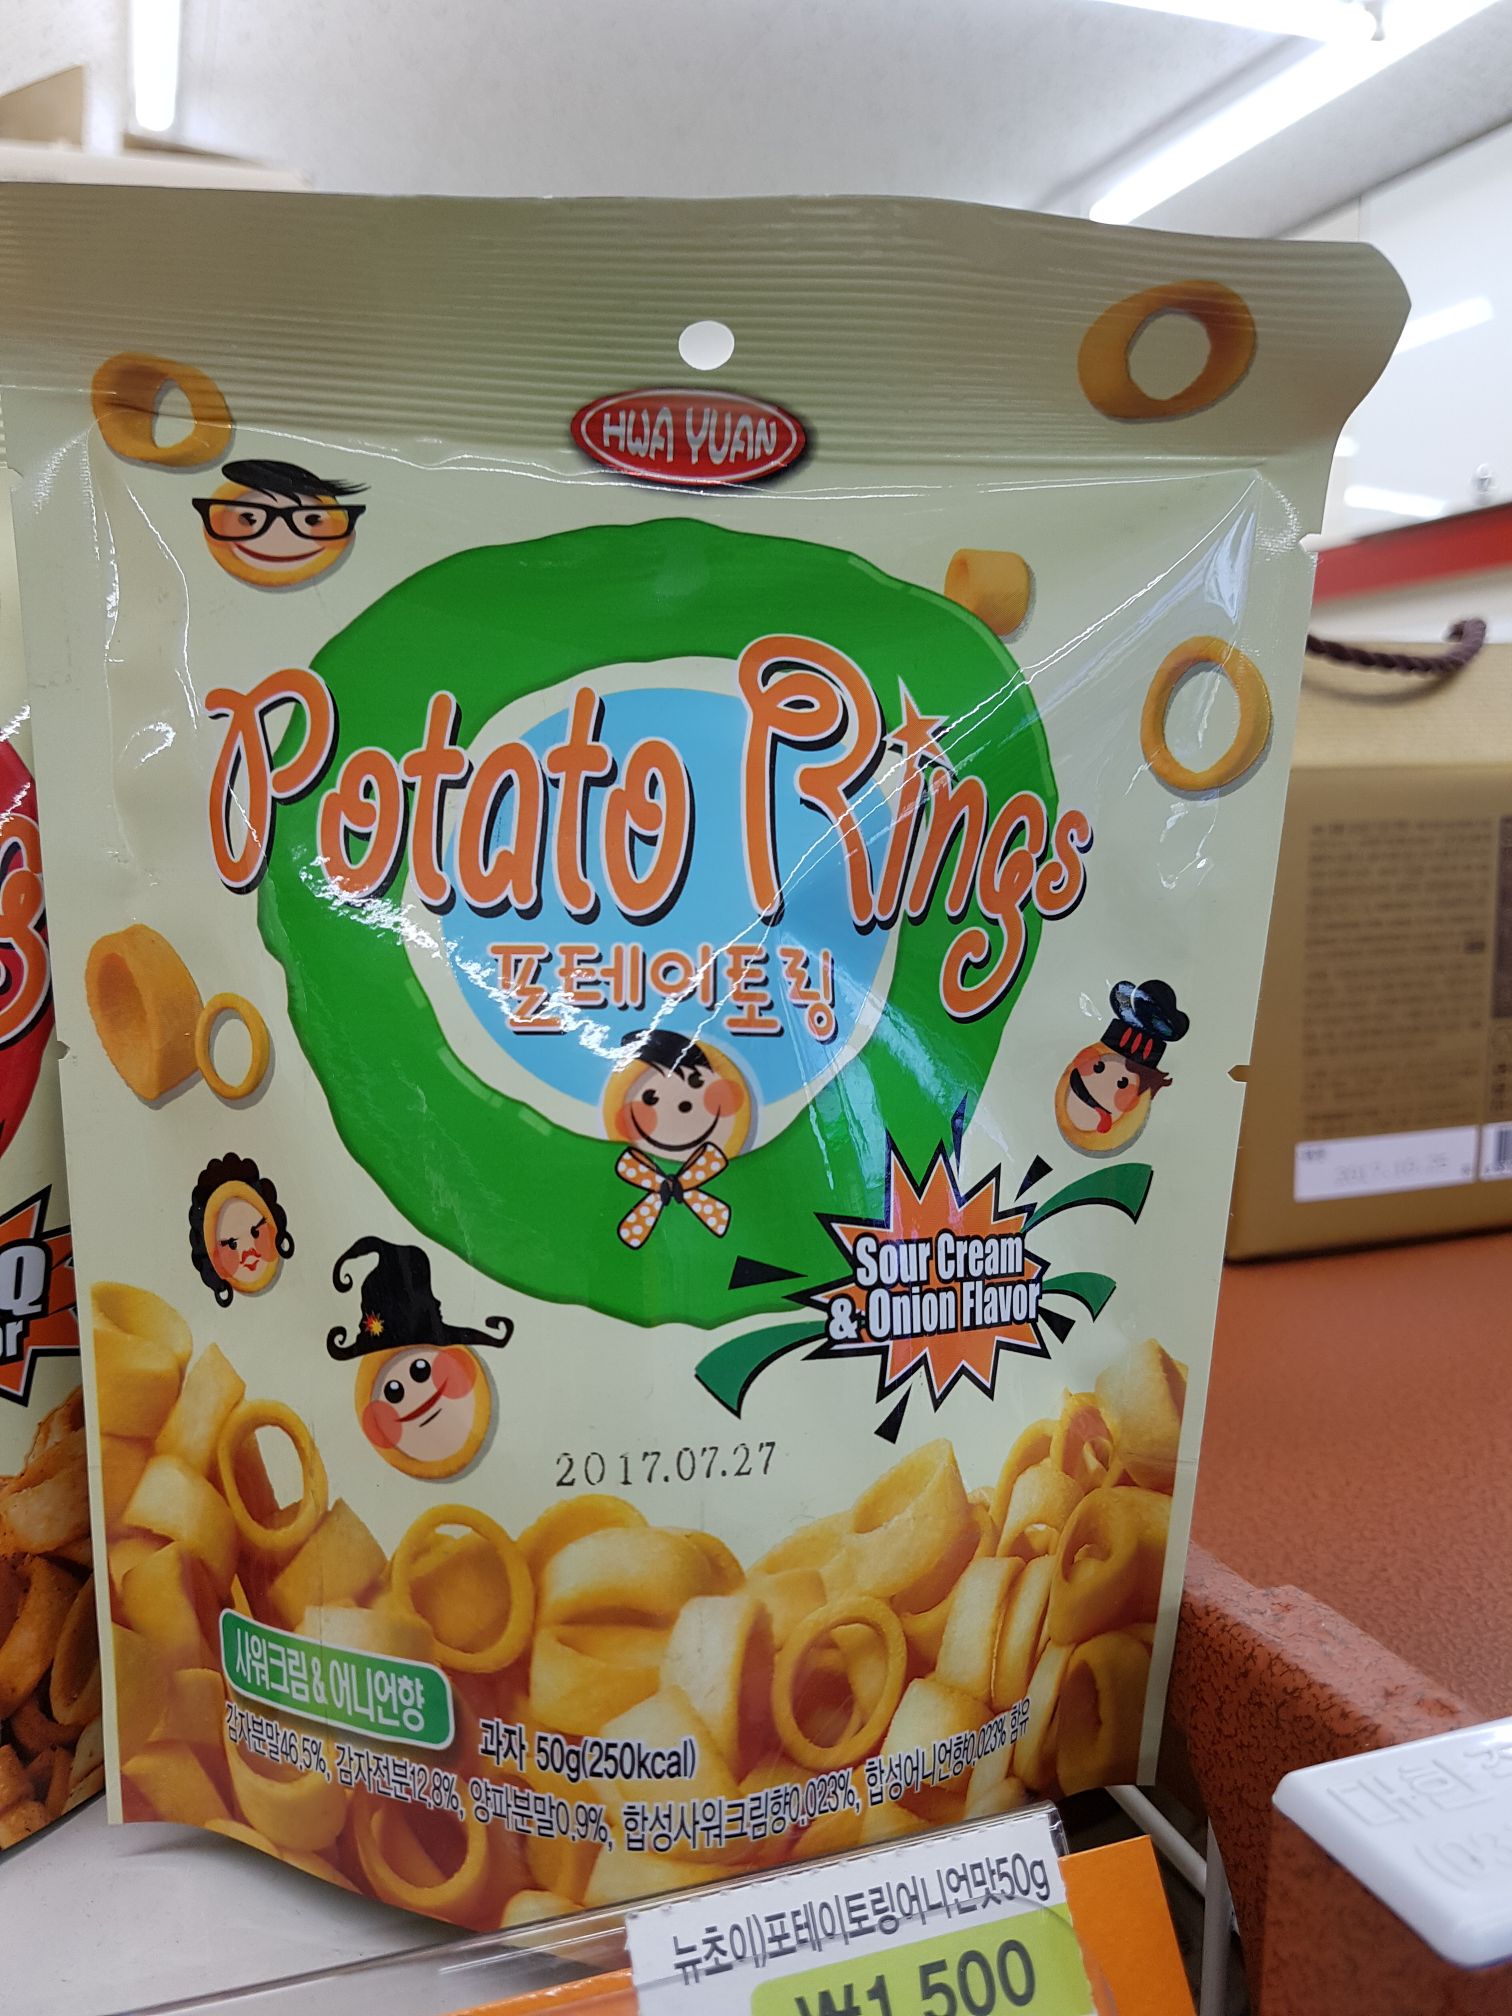 HWA YUAN
Potato Rings
포테이토링
Sour Cream
& Onion Flavor
2017.07.27
사워크림&어니언향
과자 50g(250kcal)
감자분말46.5%, 감자전분12.8%, 양파분말0.9%, 합성사워크림향0.023%, 합성어니언향0.023% 함유
뉴초이)포테이토링어니언맛50g
₩1,500
Q
or